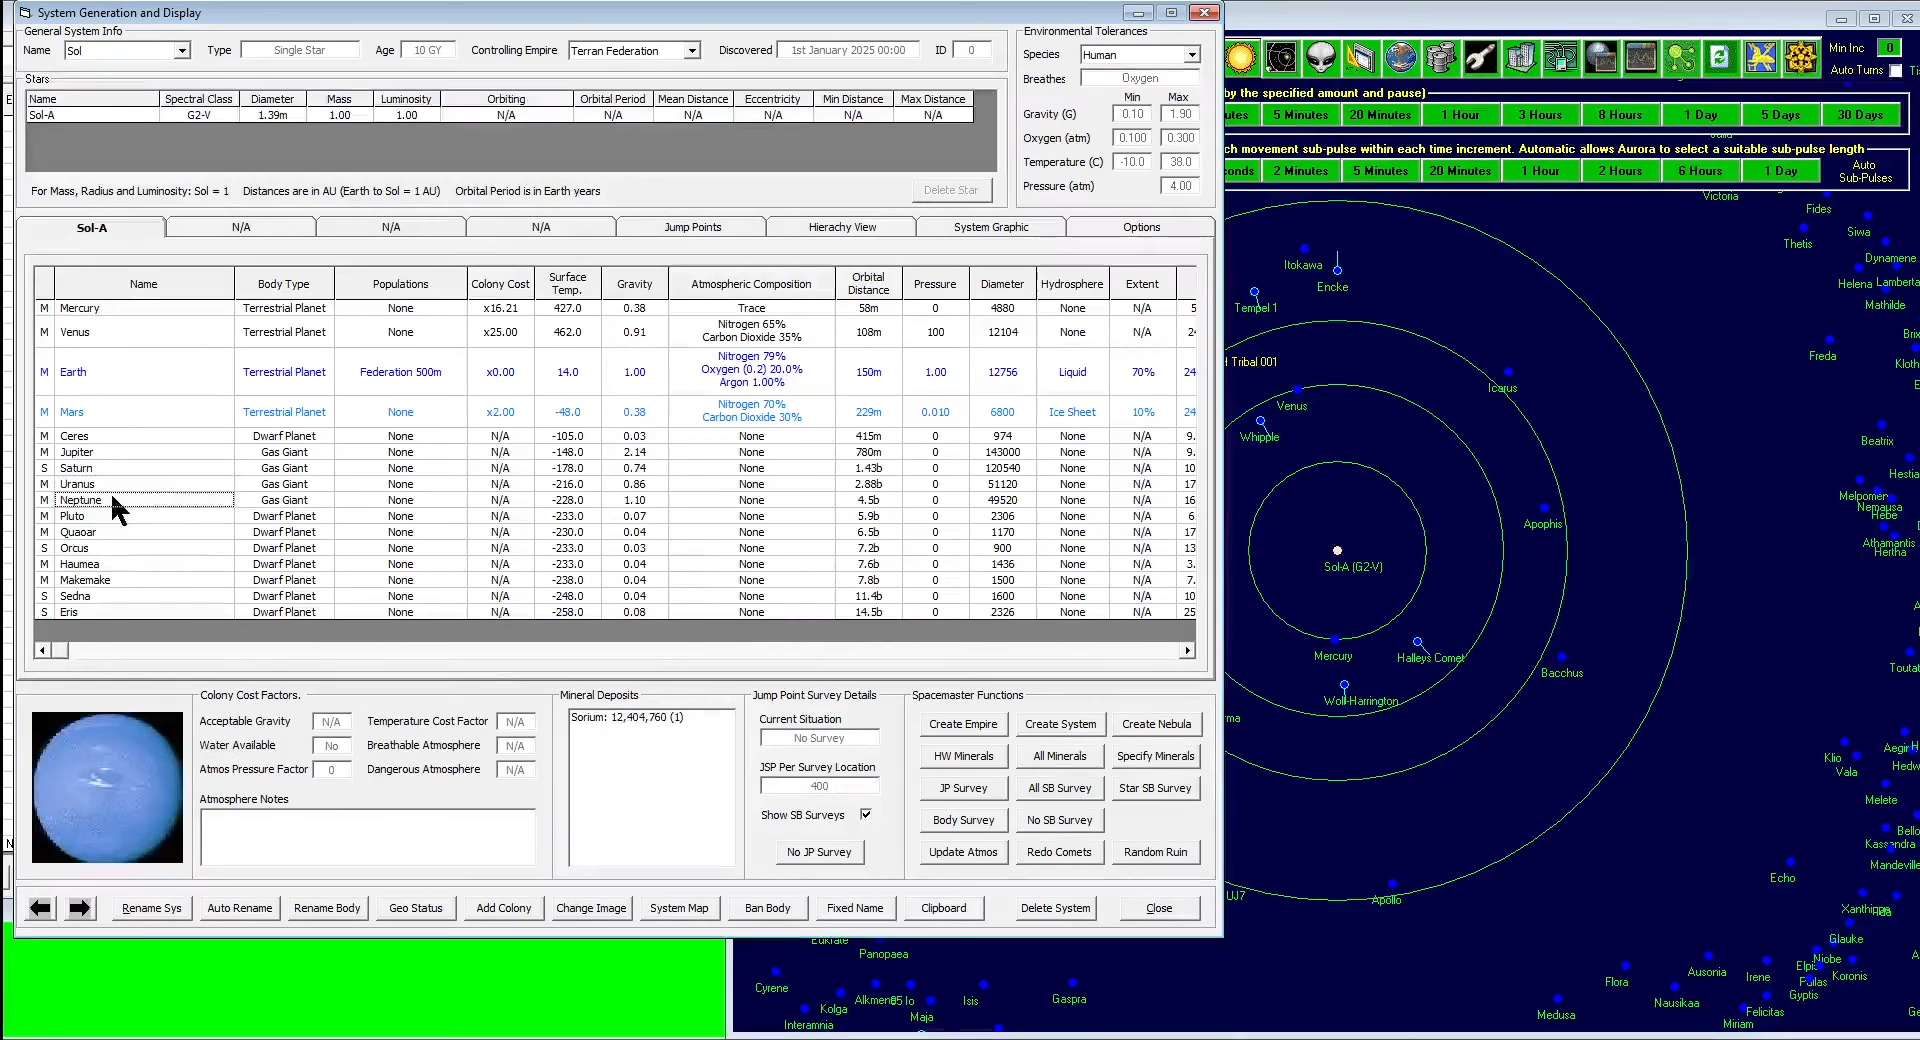 System Generation and Display
General System Info
Name Sol Type Single Star Age 10 GY Controlling Empire Terran Federation Discovered 1st January 2025 00:00 ID 0
Stars
Name Spectral Class Diameter Mass Luminosity Orbiting Orbital Period Mean Distance Eccentricity Min Distance Max Distance
Sol-A G2-V 1.39m 1.00 1.00 N/A N/A N/A N/A N/A N/A
For Mass, Radius and Luminosity: Sol = 1 Distances are in AU (Earth to Sol = 1 AU) Orbital Period is in Earth years Delete Star
Environmental Tolerances
Species Human
Breathes Oxygen
Min Max
Gravity (G) 0.10 1.90
Oxygen (atm) 0.100 0.300
Temperature (C) -10.0 38.0
Pressure (atm) 4.00
Sol-A N/A N/A N/A Jump Points Hierachy View System Graphic Options
Name Body Type Populations Colony Cost Surface Temp. Gravity Atmospheric Composition Orbital Distance Pressure Diameter Hydrosphere Extent
M Mercury Terrestrial Planet None x16.21 427.0 0.38 Trace 58m 0 4880 None N/A 5
M Venus Terrestrial Planet None x25.00 462.0 0.91 Nitrogen 65% Carbon Dioxide 35% 108m 100 12104 None N/A 24
M Earth Terrestrial Planet Federation 500m x0.00 14.0 1.00 Nitrogen 79% Oxygen (0.2) 20.0% Argon 1.00% 150m 1.00 12756 Liquid 70% 24
M Mars Terrestrial Planet None x2.00 -48.0 0.38 Nitrogen 70% Carbon Dioxide 30% 229m 0.010 6800 Ice Sheet 10% 24
M Ceres Dwarf Planet None N/A -105.0 0.03 None 415m 0 974 None N/A 9.
M Jupiter Gas Giant None N/A -148.0 2.14 None 780m 0 143000 None N/A 9.
S Saturn Gas Giant None N/A -178.0 0.74 None 1.43b 0 120540 None N/A 10
M Uranus Gas Giant None N/A -216.0 0.86 None 2.88b 0 51120 None N/A 17
M Neptune Gas Giant None N/A -228.0 1.10 None 4.5b 0 49520 None N/A 16
M Pluto Dwarf Planet None N/A -233.0 0.07 None 5.9b 0 2306 None N/A 6.
M Quaoar Dwarf Planet None N/A -230.0 0.04 None 6.5b 0 1170 None N/A 17
S Orcus Dwarf Planet None N/A -233.0 0.03 None 7.2b 0 900 None N/A 13
M Haumea Dwarf Planet None N/A -233.0 0.04 None 7.6b 0 1436 None N/A 3.
M Makemake Dwarf Planet None N/A -238.0 0.04 None 7.8b 0 1500 None N/A 7.
S Sedna Dwarf Planet None N/A -248.0 0.04 None 11.4b 0 1600 None N/A 10
S Eris Dwarf Planet None N/A -258.0 0.08 None 14.5b 0 2326 None N/A 25
Colony Cost Factors.
Acceptable Gravity N/A Temperature Cost Factor N/A
Water Available No Breathable Atmosphere N/A
Atmos Pressure Factor 0 Dangerous Atmosphere N/A
Atmosphere Notes
Mineral Deposits
Sorium: 12,404,760 (1)
Jump Point Survey Details
Current Situation
No Survey
JSP Per Survey Location
400
Show SB Surveys
No JP Survey
Spacemaster Functions
Create Empire Create System Create Nebula
HW Minerals All Minerals Specify Minerals
JP Survey All SB Survey Star SB Survey
Body Survey No SB Survey
Update Atmos Redo Comets Random Ruin
Rename Sys Auto Rename Rename Body Geo Status Add Colony Change Image System Map Ban Body Fixed Name Clipboard Delete System Close
Min Inc 0
Auto Turns
by the specified amount and pause)
utes 5 Minutes 20 Minutes 1 Hour 3 Hours 8 Hours 1 Day 5 Days 30 Days
ch movement sub-pulse within each time increment. Automatic allows Aurora to select a suitable sub-pulse length
onds 2 Minutes 5 Minutes 20 Minutes 1 Hour 2 Hours 6 Hours 1 Day Auto Sub-Pulses
Victoria
Fides
Siwa
Thetis
Dynamene
Itokawa
Encke
Helena
Lamberta
Tempel 1
Mathilde
Freda
H Tribal 001
Icarus
Venus
Whipple
Beatrix
Hestia
Melpomen
Nemausa
Hebe
Apophis
Athamantis
Hertha
Sol-A (G2-V)
Mercury
Halleys Comet
Bacchus
Toutat
Wolf-Harrington
rma
Klio
Vala
Aegin
Hedw
Melete
Bello
Kassandra
Mandeville
Echo
UJ7
Apollo
Xanthippe
Glauke
Eukrate
Panopaea
Niobe
Elpis
Koronis
Pallas
Gyptis
Ausonia
Irene
Flora
Nausikaa
Felicitas
Miriam
Medusa
Cyrene
Alkmene
Io
Isis
Gaspra
Kolga
Maja
Interamnia